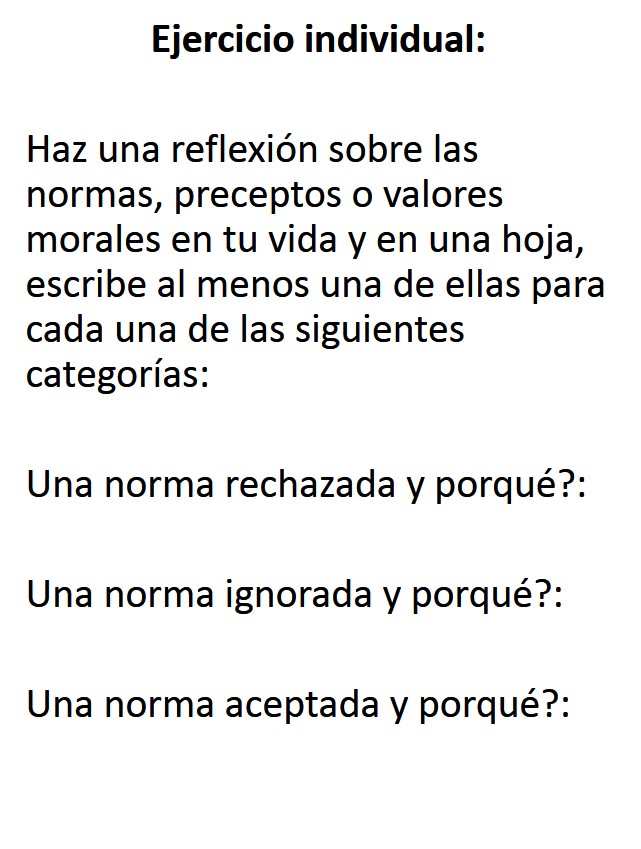 Ejercicio individual:
Haz una reflexión sobre las
normas, preceptos o valores
morales en tu vida y en una hoja,
escribe al menos una de ellas para
cada una de las siguientes
categorías:
Una norma rechazada y porqué?:
Una norma ignorada y porqué?:
Una norma aceptada y porqué?: